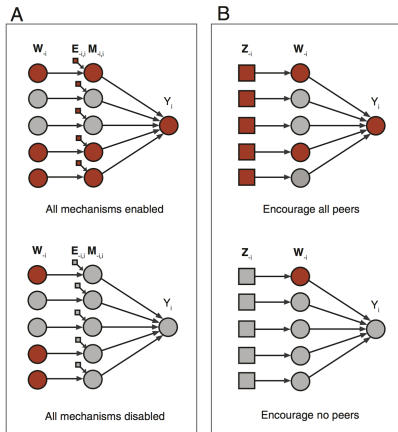 A
W-i E-i,i M-i,i
Yi
All mechanisms enabled
W-i E-i,i M-i,i
Yi
All mechanisms disabled
B
Z-i W-i
Yi
Encourage all peers
Z-i W-i
Yi
Encourage no peers